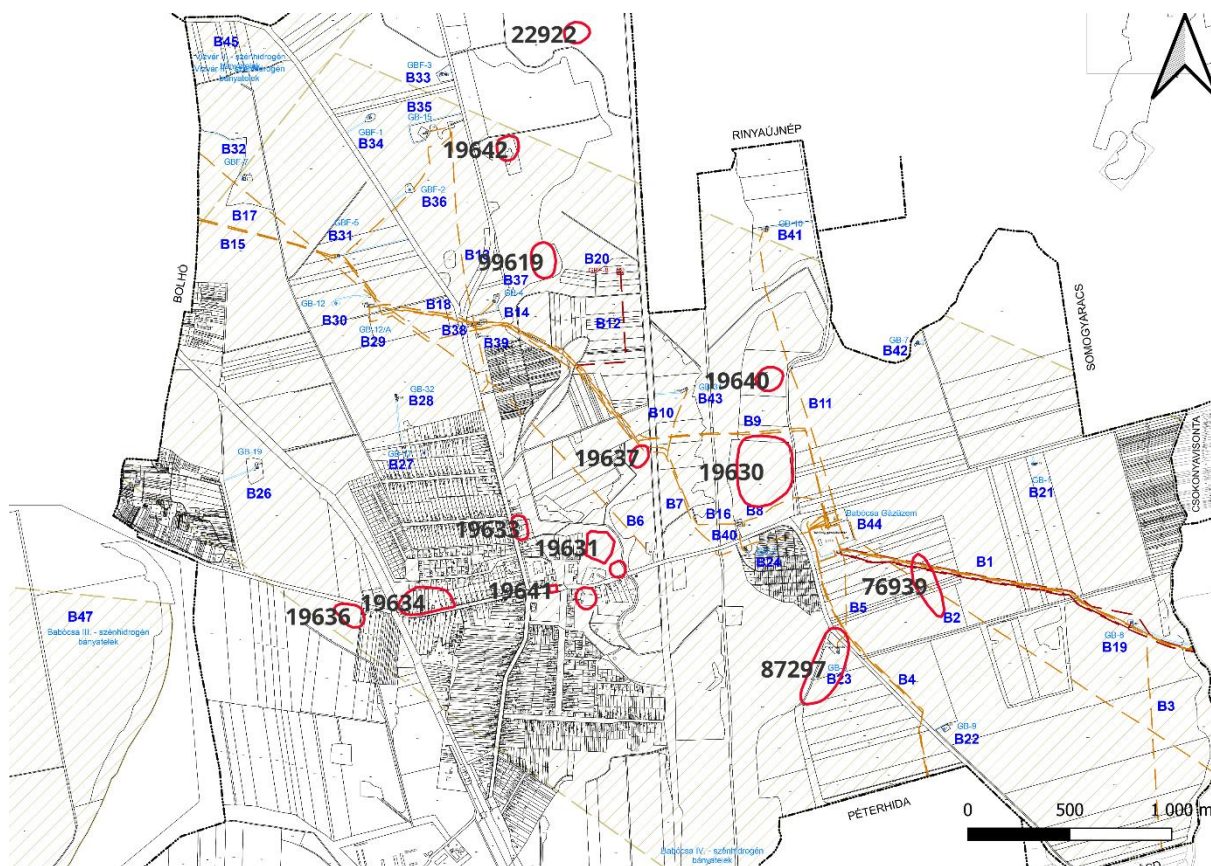 22922
B45
Vízvár II. - szénhidrogén
bányatelek
bányatelek
GBF-3
B33
B35
GB-15
GBF-1
B34
19642
RINYAÚJNÉP
B32
GBF-7
GBF-2
B36
B17
B15
GBF-5
B31
GB-10
B41
99619
B20
B37
BOLHÓ
SOMOGYARACS
GB-12
B30
B18
B14
B12
GB-12/A
B29
B38
B39
GB-7
B42
19640
B43
GB-32
B28
B10
B9
B11
CSOKONYAVISONTA
GB-19
B26
B27
19637
19630
GB-1
B21
B7
B16
B8
B6
B40
Babócsa Gázüzem
B44
19633
19631
B24
B1
76939
19641
19634
19636
B5
B2
B47
Babócsa III. - szénhidrogén
bányatelek
GB-6
B19
87297
B23
B4
B3
GB-9
B22
PÉTERHIDA
0 500 1.000 m
Babócsa IV. - szénhidrogén
bányatelek